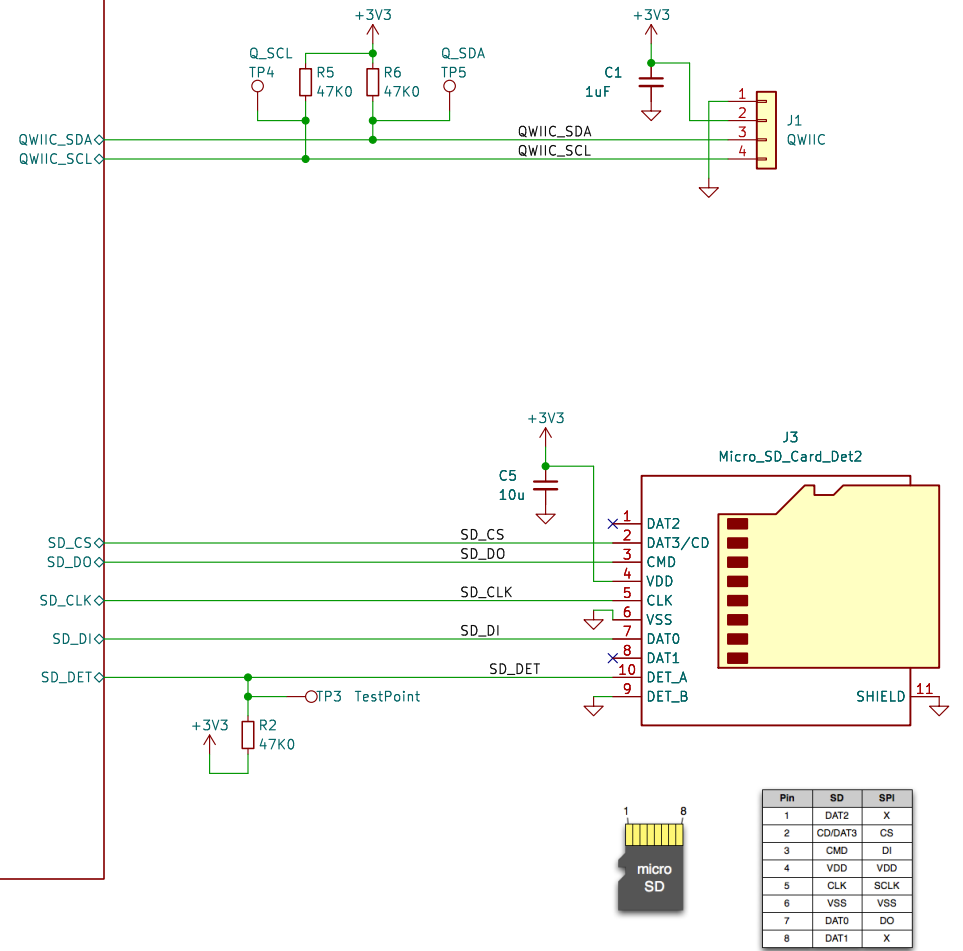 +3V3
+3V3
Q_SCL
TP4
R5
47K0
R6
47K0
Q_SDA
TP5
C1
1uF
1
2
3
4
J1
QWIIC
QWIIC_SDA
QWIIC_SDA
QWIIC_SCL
QWIIC_SCL
+3V3
C5
10u
J3
Micro_SD_Card_Det2
1 DAT2
SD_CS
SD_CS
2 DAT3/CD
SD_DO
SD_DO
3 CMD
4 VDD
SD_CLK
SD_CLK
5 CLK
6 VSS
SD_DI
SD_DI
7 DAT0
8 DAT1
SD_DET
SD_DET
10 DET_A
9 DET_B
SHIELD 11
TP3 TestPoint
+3V3
R2
47K0
1 8
micro
SD
Pin SD SPI
1 DAT2 X
2 CD/DAT3 CS
3 CMD DI
4 VDD VDD
5 CLK SCLK
6 VSS VSS
7 DAT0 DO
8 DAT1 X